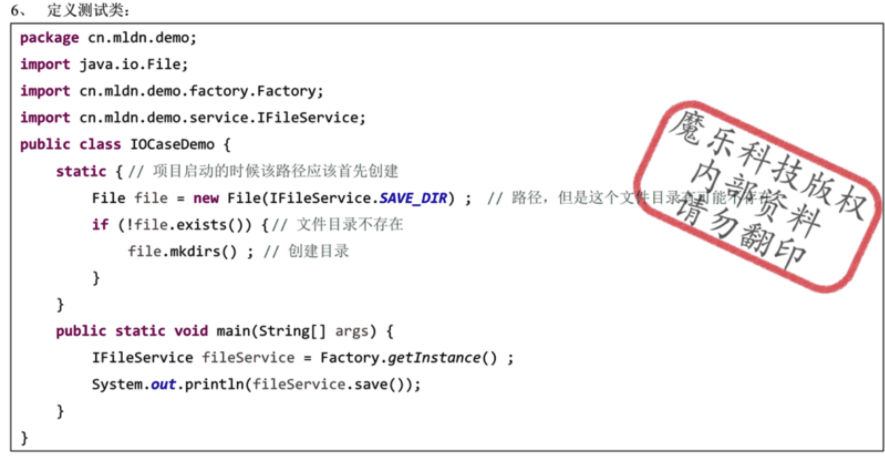 6、 定义测试类：
package cn.mldn.demo;
import java.io.File;
import cn.mldn.demo.factory.Factory;
import cn.mldn.demo.service.IFileService;
public class IOCaseDemo {
static { // 项目启动的时候该路径应该首先创建
File file = new File(IFileService.SAVE_DIR) ; // 路径，但是这个文件目录有可能不存在
if (!file.exists()) { // 文件目录不存在
file.mkdirs() ; // 创建目录
}
}
public static void main(String[] args) {
IFileService fileService = Factory.getInstance() ;
System.out.println(fileService.save());
}
}
魔乐科技版权
内部资料
请勿翻印